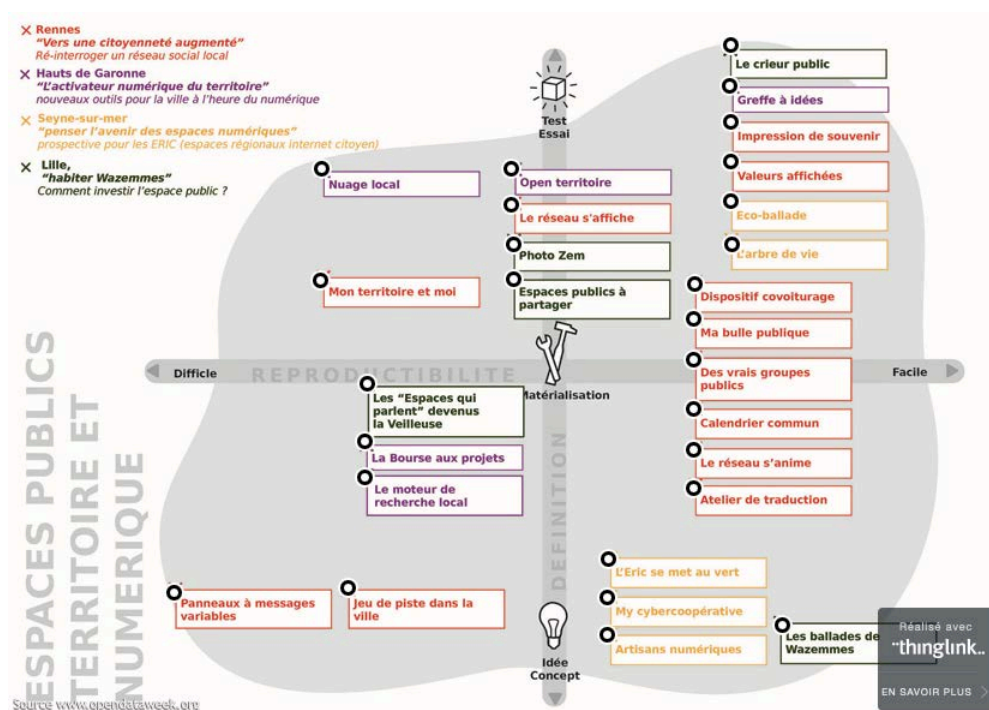 Rennes
“Vers une citoyenneté augmenté”
Ré-interroger un réseau social local
Hauts de Garonne
“L’activateur numérique du territoire”
nouveaux outils pour la ville à l’heure du numérique
Seyne-sur-mer
“penser l’avenir des espaces numériques”
prospective pour les ERIC (espaces régionaux internet citoyen)
Lille,
“habiter Wazemmes”
Comment investir l’espace public ?
Test
Essai
Le crieur public
Greffe à idées
Impression de souvenir
Valeurs affichées
Eco-ballade
L’arbre de vie
Nuage local
Open territoire
Le réseau s'affiche
Photo Zem
Espaces publics à
partager
Mon territoire et moi
Dispositif covoiturage
Ma bulle publique
Des vrais groupes
publics
Calendrier commun
Le réseau s’anime
Atelier de traduction
Difficle
REPRODUCTIBILITE
Facile
Matérialisation
DEFINITION
Les “Espaces qui
parlent” devenus
la Veilleuse
La Bourse aux projets
Le moteur de
recherche local
Panneaux à messages
variables
Jeu de piste dans la
ville
L’Eric se met au vert
My cybercoopérative
Artisans numériques
Les ballades de
Wazemmes
Idée
Concept
ESPACES PUBLICS
TERRITOIRE ET
NUMERIQUE
Source www.opendataweek.org
Réalisé avec
thinglink..
EN SAVOIR PLUS